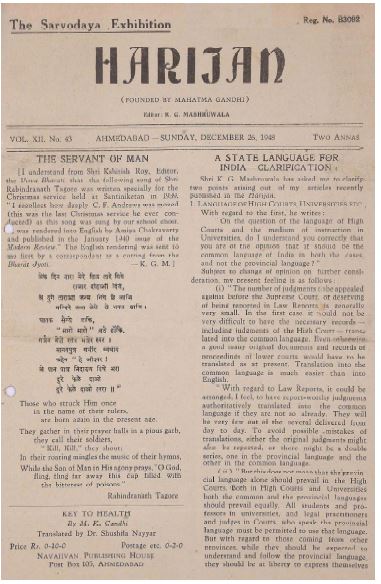 The Sarvodaya Exhibition
Reg. No. B3092
HARIJAN
(FOUNDED BY MAHATMA GANDHI)
Editor: K. G. MASHRUWALA
VOL. XII. No. 43
AHMEDABAD — SUNDAY, DECEMBER 26, 1948
TWO ANNAS
THE SERVANT OF MAN
[I understand from Shri Kshitish Roy, Editor,
the Visva Bharati that the following song of Shri
Rabindranath Tagore was written specially for the
Christmas service held at Santiniketan in 1939.
"I recollect how deeply C. F. Andrews was moved
(this was the last Christmas service he ever con-
ducted) as this song was sung by our school choir.
It was rendered into English by Amiya Chakravarty
and published in the January 1940 issue of the
Modern Review." The English rendering was sent to
me first by a correspondent as a cutting from the
Bharat Jyoti. —K. G. M.]
Those who struck Him once
in the name of their rulers,
are born again in the present age.
They gather in their prayer halls in a pious garb,
they call their soldiers,
"Kill, Kill," they shout;
In their roaring mingles the music of their hymns,
While the Son of Man in His agony prays, "O God,
fling, fling far away this cup filled with
the bitterest of poisons."
Rabindranath Tagore
KEY TO HEALTH
By M. K. Gandhi
Translated by Dr. Shushila Nayyar
Price Rs. 0-10-0 Postage etc. 0-2-0
NAVAJIVAN PUBLISHING HOUSE
POST BOX 105, AHMEDABAD
A STATE LANGUAGE FOR
INDIA CLARIFICATION
Shri K. G. Mashruwala has asked me to clarify
two points arising out of my articles recently
published in the Harijan.
I LANGUAGE OF HIGH COURTS, UNIVERSITIES ETC.
With regard to the first, he writes:
On the question of the language of High
Courts and the medium of instruction in
Universities, do I understand you correctly that
you are of the opinion that it should be the
common language of India in both the cases
and not the provincial language?"
Subject to change of opinion on further consi-
deration, my present feeling is as follows:
(i) "The number of judgments to be appealed
against before the Supreme Court, or deserving
of being reported in Law Reports is generally
very small. In the first case it would not be
very difficult to have the necessary records —
including judgments of the High Court — trans-
lated into the common language. Even otherwise,
a good many original documents and records of
proceedings of lower courts would have to be
translated as at present. Translation into the
common language is much easier than into
English.
"With regard to Law Reports, it could be
arranged, I feel, to have report-worthy judgments
authoritatively translated into the common
language if they are not so already. They will
be very few out of the several delivered from
day to day. To avoid possible mistakes of
translations, either the original judgments might
also be reported, or there might be a double
series, one in the provincial language and the
other in the common language.
But this does not mean that the provin-
cial language alone should prevail in the High
Courts. Both in High Courts and Universities
both the common and the provincial languages
should prevail equally. All students and pro-
fessors in universities, and legal practitioners
and judges in Courts, who speak the provincial
language must be permitted to use that language.
But with regard to those coming from other
provinces, while they should be expected to
understand and follow the provincial language,
they should be at liberty to express themselves